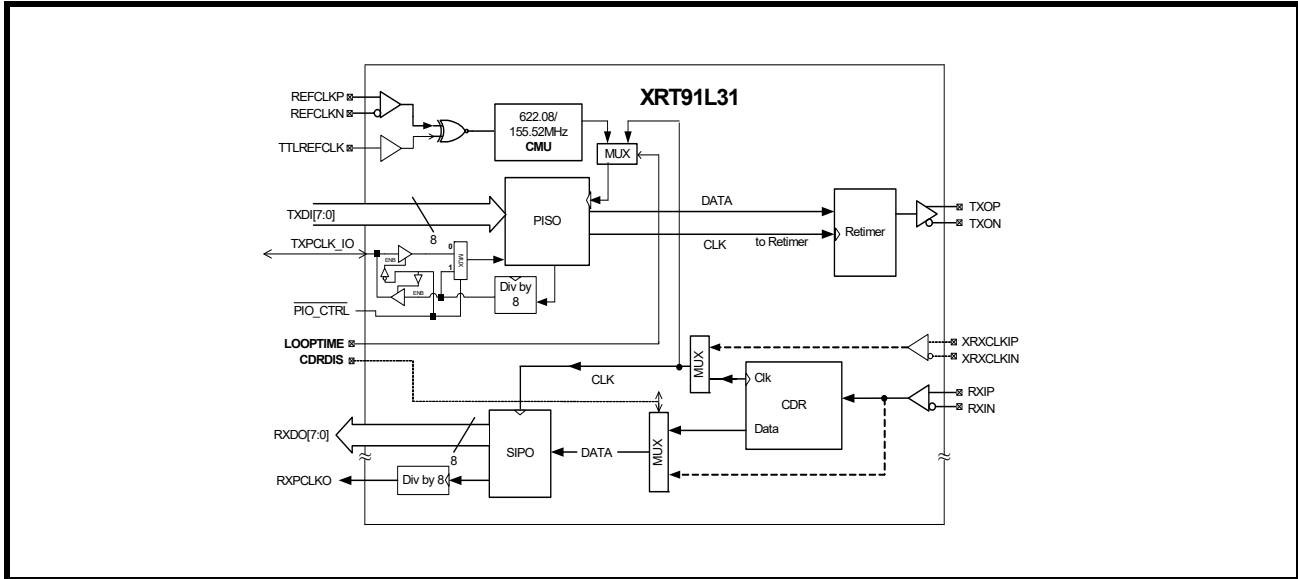 XRT91L31
REFCLKP
REFCLKN
TTLREFCLK
622.08/
155.52MHz
CMU
MUX
TXDI[7:0]
8
PISO
DATA
CLK
to Retimer
Retimer
TXOP
TXON
TXPCLK_IO
ENB
ENB
0
1
MUX
Div by
8
PIO_CTRL
LOOPTIME
CDRDIS
XRXCLKIP
XRXCLKIN
MUX
CLK
Clk
CDR
Data
RXIP
RXIN
RXDO[7:0]
8
SIPO
DATA
MUX
RXPCLKO
Div by 8